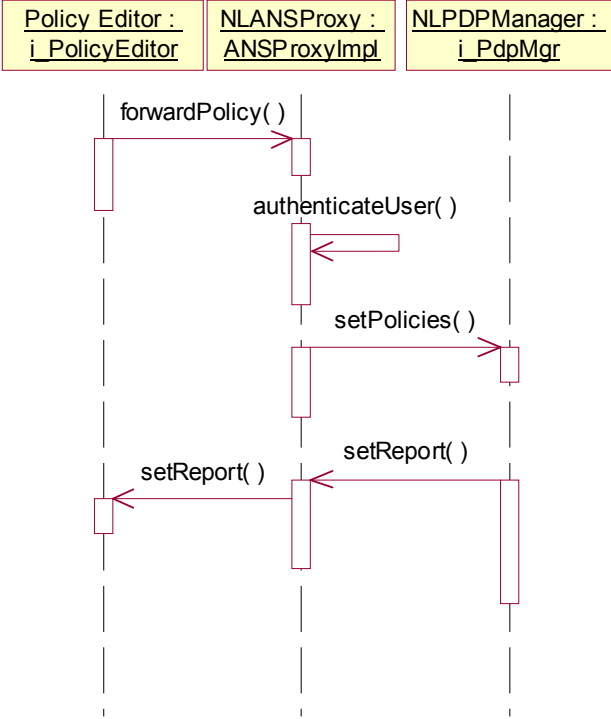 Policy Editor :
i_PolicyEditor
NLANSProxy :
ANSProxyImpl
NLPDPManager :
i_PdpMgr
forwardPolicy( )
authenticateUser( )
setPolicies( )
setReport( )
setReport( )